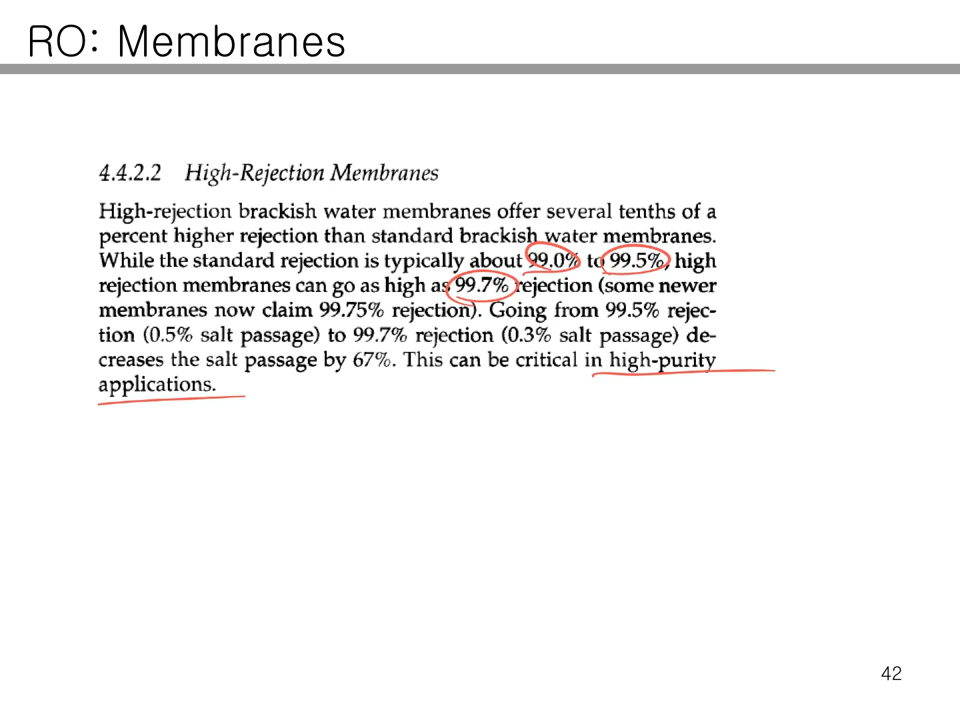 RO: Membranes
4.4.2.2 High-Rejection Membranes
High-rejection brackish water membranes offer several tenths of a
percent higher rejection than standard brackish water membranes.
While the standard rejection is typically about 99.0% to 99.5%, high
rejection membranes can go as high as 99.7% rejection (some newer
membranes now claim 99.75% rejection). Going from 99.5% rejec-
tion (0.5% salt passage) to 99.7% rejection (0.3% salt passage) de-
creases the salt passage by 67%. This can be critical in high-purity
applications.
42